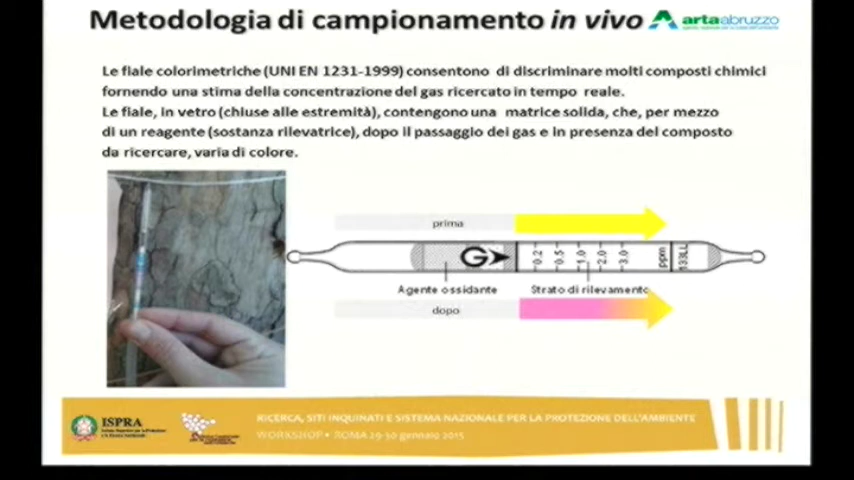 Metodologia di campionamento in vivo
artaabruzzo
Le fiale colorimetriche (UNI EN 1231-1999) consentono di discriminare molti composti chimici
fornendo una stima della concentrazione del gas ricercato in tempo reale.
Le fiale, in vetro (chiuse alle estremità), contengono una matrice solida, che, per mezzo
di un reagente (sostanza rilevatrice), dopo il passaggio dei gas e in presenza del composto
da ricercare, varia di colore.
prima
G
0.2
0.5
1.0
2.0
3.0
ppm
133LL
Agente ossidante
Strato di rilevamento
dopo
ISPRA
RICERCA, SITI INQUINATI E SISTEMA NAZIONALE PER LA PROTEZIONE DELL'AMBIENTE
WORKSHOP • ROMA 29-30 gennaio 2015